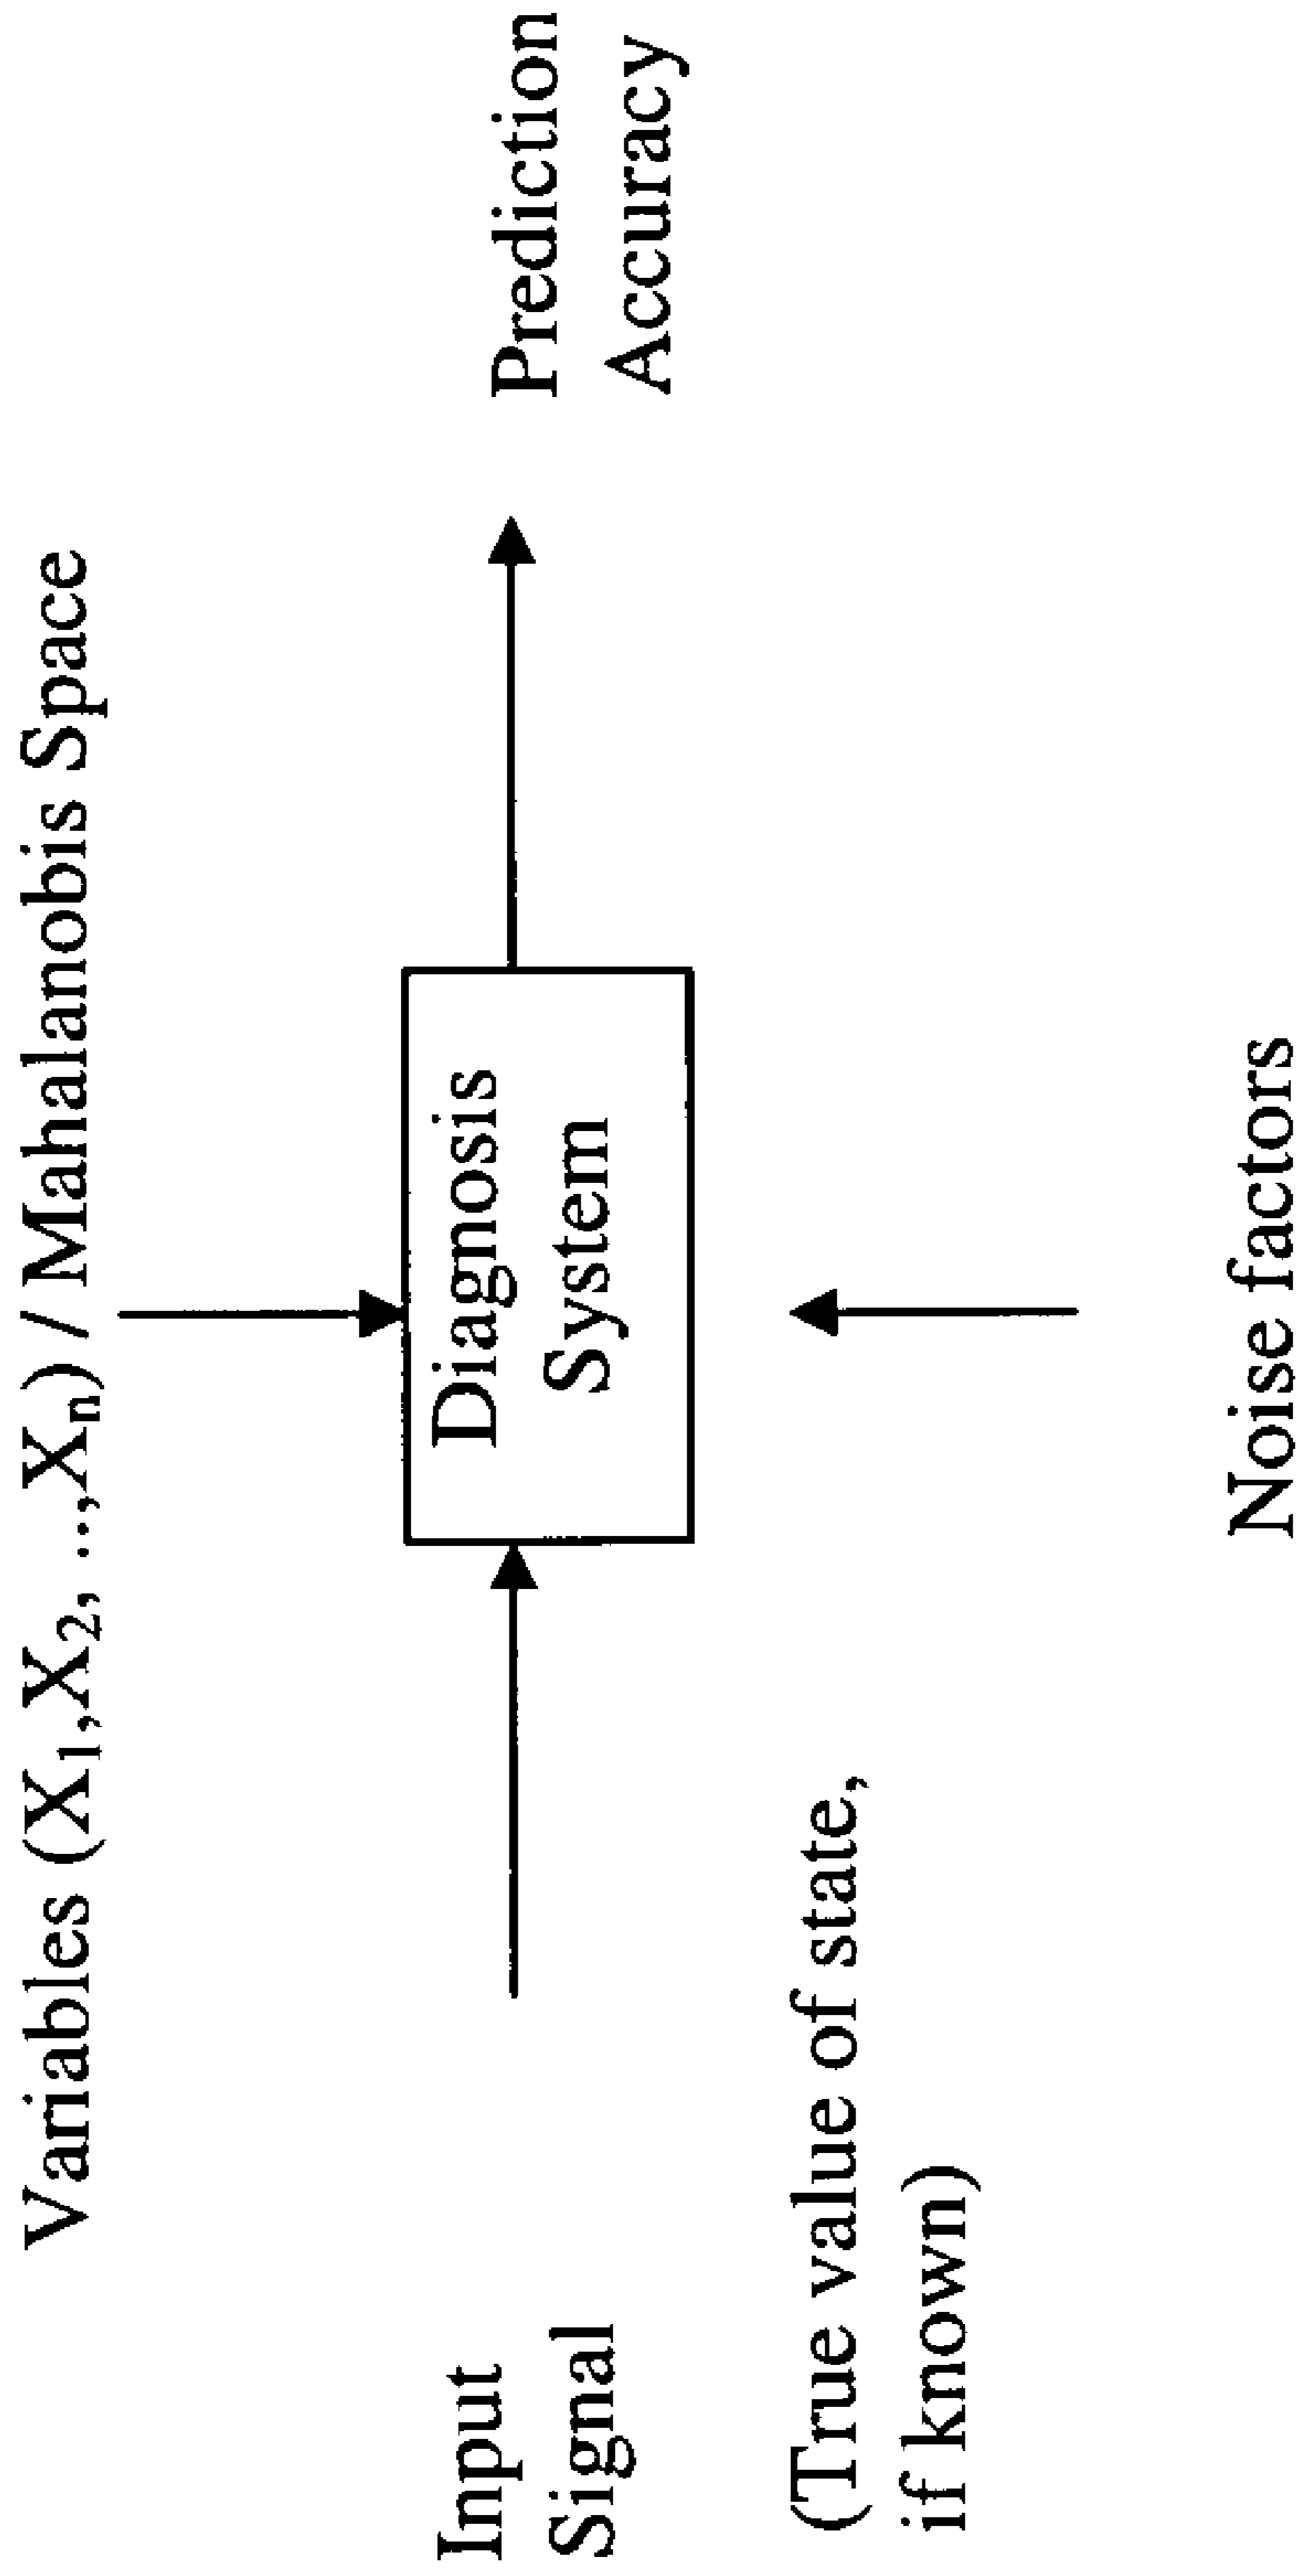 Variables (X1,X2, ...,Xn) / Mahalanobis Space
Input
Signal
Diagnosis
System
Prediction
Accuracy
(True value of state,
if known)
Noise factors